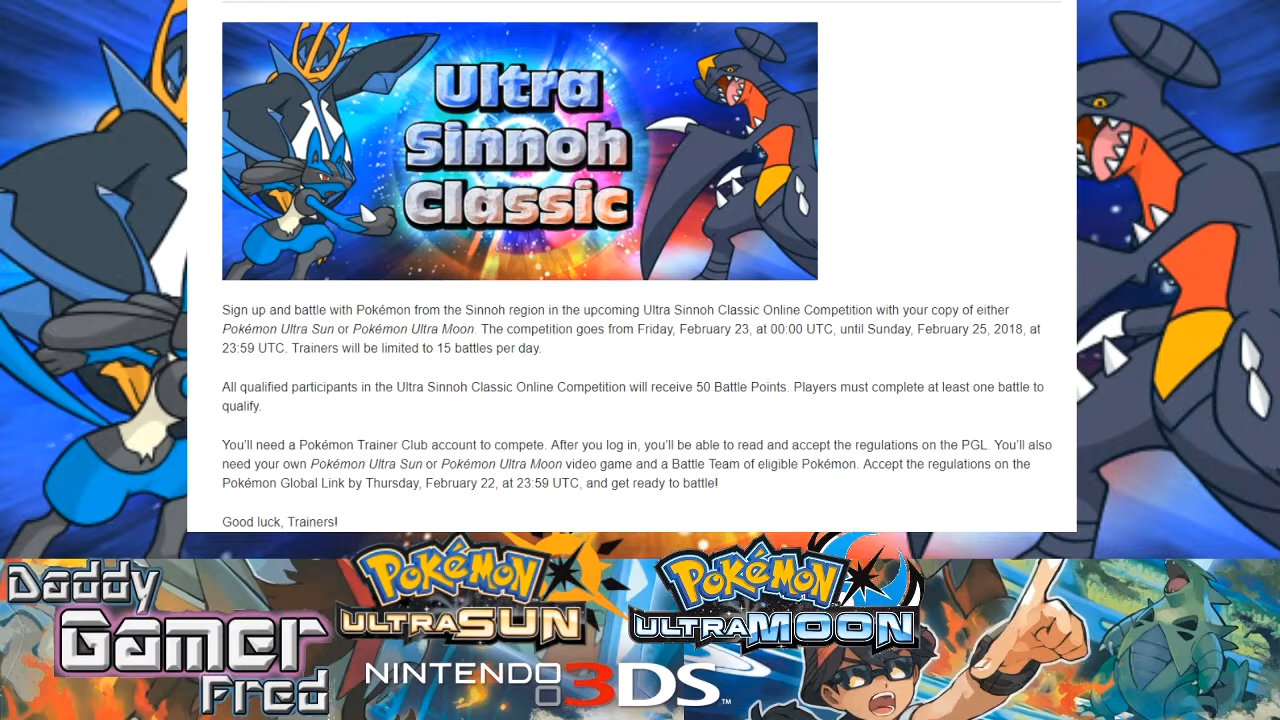 Ultra
Sinnoh
Classic
Sign up and battle with Pokémon from the Sinnoh region in the upcoming Ultra Sinnoh Classic Online Competition with your copy of either
Pokémon Ultra Sun or Pokémon Ultra Moon. The competition goes from Friday, February 23, at 00:00 UTC, until Sunday, February 25, 2018, at
23:59 UTC. Trainers will be limited to 15 battles per day.
All qualified participants in the Ultra Sinnoh Classic Online Competition will receive 50 Battle Points. Players must complete at least one battle to
qualify.
You'll need a Pokémon Trainer Club account to compete. After you log in, you'll be able to read and accept the regulations on the PGL. You'll also
need your own Pokémon Ultra Sun or Pokémon Ultra Moon video game and a Battle Team of eligible Pokémon. Accept the regulations on the
Pokémon Global Link by Thursday, February 22, at 23:59 UTC, and get ready to battle!
Good luck, Trainers!
Daddy
Gamer
Fred
POKéMON
ULTRA SUN
POKéMON
ULTRA MOON
NINTENDO 3DS™